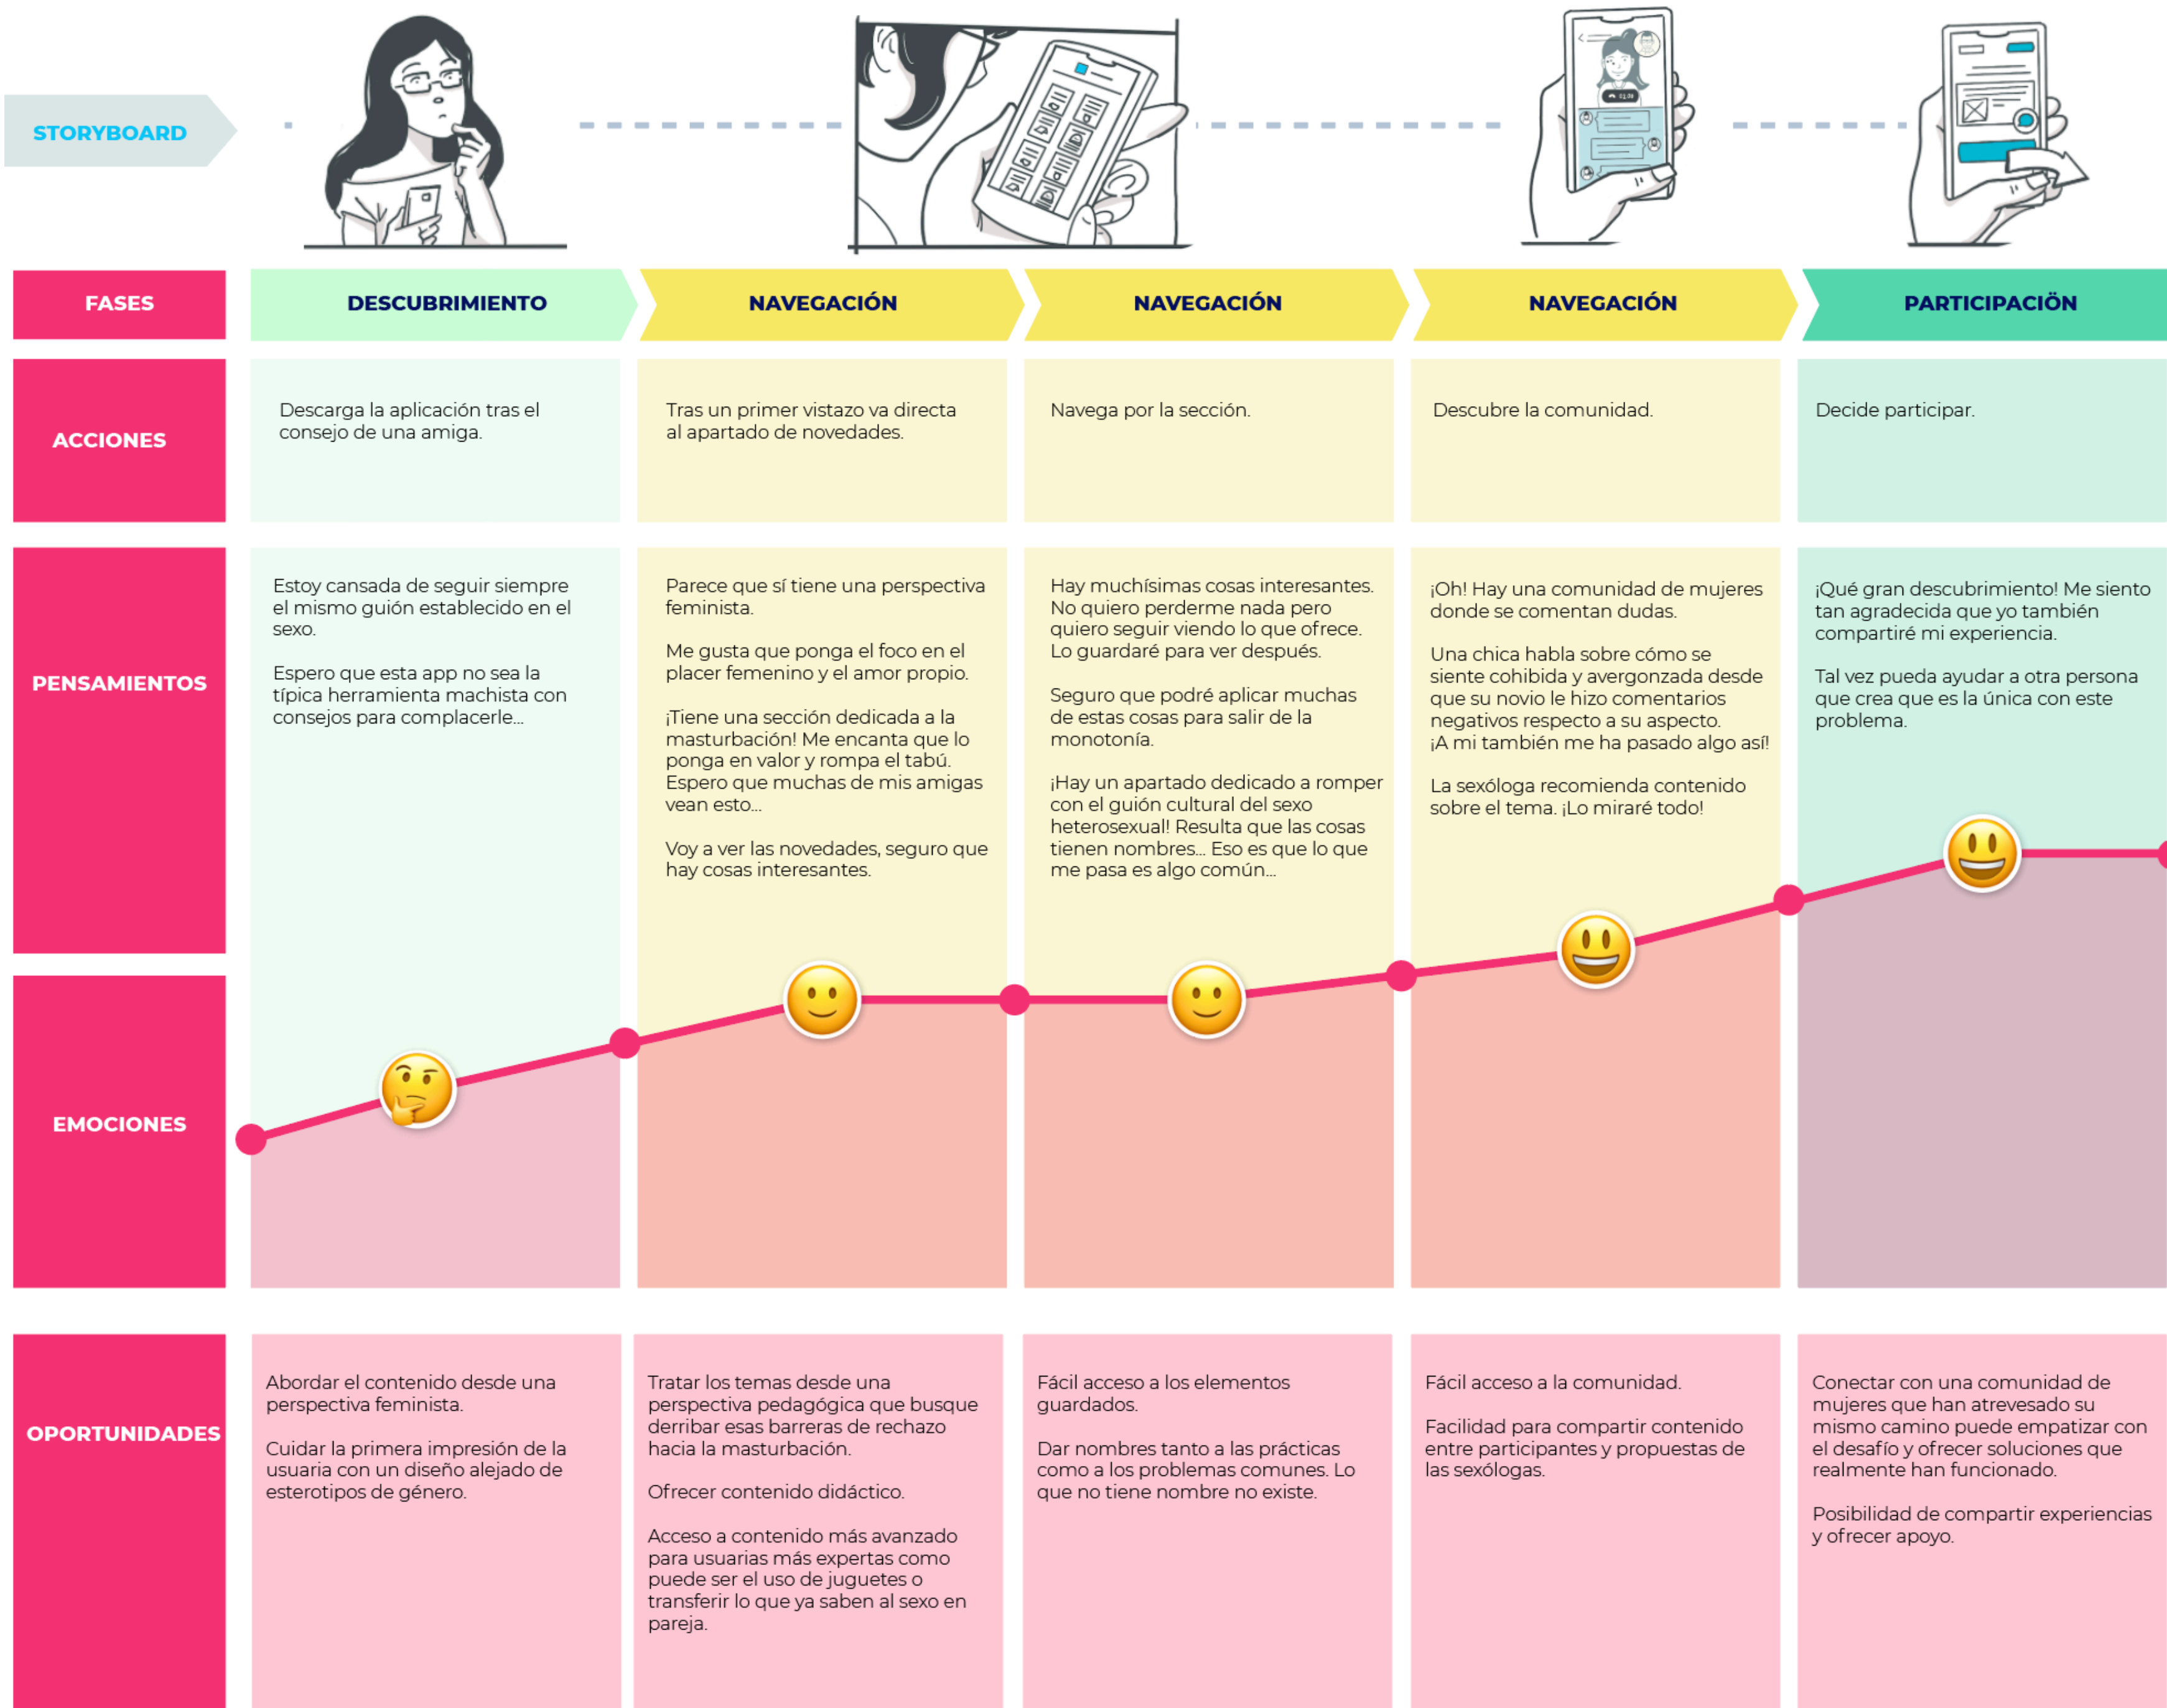 STORYBOARD
FASES
DESCUBRIMIENTO
NAVEGACIÓN
NAVEGACIÓN
NAVEGACIÓN
PARTICIPACIÖN
ACCIONES
Descarga la aplicación tras el
consejo de una amiga.
Tras un primer vistazo va directa
al apartado de novedades.
Navega por la sección.
Descubre la comunidad.
Decide participar.
PENSAMIENTOS
Estoy cansada de seguir siempre
el mismo guión establecido en el
sexo.
Espero que esta app no sea la
típica herramienta machista con
consejos para complacerle...
Parece que sí tiene una perspectiva
feminista.
Me gusta que ponga el foco en el
placer femenino y el amor propio.
¡Tiene una sección dedicada a la
masturbación! Me encanta que lo
ponga en valor y rompa el tabú.
Espero que muchas de mis amigas
vean esto...
Voy a ver las novedades, seguro que
hay cosas interesantes.
Hay muchísimas cosas interesantes.
No quiero perderme nada pero
quiero seguir viendo lo que ofrece.
Lo guardaré para ver después.
Seguro que podré aplicar muchas
de estas cosas para salir de la
monotonía.
¡Hay un apartado dedicado a romper
con el guión cultural del sexo
heterosexual! Resulta que las cosas
tienen nombres... Eso es que lo que
me pasa es algo común...
¡Oh! Hay una comunidad de mujeres
donde se comentan dudas.
Una chica habla sobre cómo se
siente cohibida y avergonzada desde
que su novio le hizo comentarios
negativos respecto a su aspecto.
¡A mi también me ha pasado algo así!
La sexóloga recomienda contenido
sobre el tema. ¡Lo miraré todo!
¡Qué gran descubrimiento! Me siento
tan agradecida que yo también
compartiré mi experiencia.
Tal vez pueda ayudar a otra persona
que crea que es la única con este
problema.
EMOCIONES
OPORTUNIDADES
Abordar el contenido desde una
perspectiva feminista.
Cuidar la primera impresión de la
usuaria con un diseño alejado de
esterotipos de género.
Tratar los temas desde una
perspectiva pedagógica que busque
derribar esas barreras de rechazo
hacia la masturbación.
Ofrecer contenido didáctico.
Acceso a contenido más avanzado
para usuarias más expertas como
puede ser el uso de juguetes o
transferir lo que ya saben al sexo en
pareja.
Fácil acceso a los elementos
guardados.
Dar nombres tanto a las prácticas
como a los problemas comunes. Lo
que no tiene nombre no existe.
Fácil acceso a la comunidad.
Facilidad para compartir contenido
entre participantes y propuestas de
las sexólogas.
Conectar con una comunidad de
mujeres que han atrevesado su
mismo camino puede empatizar con
el desafío y ofrecer soluciones que
realmente han funcionado.
Posibilidad de compartir experiencias
y ofrecer apoyo.